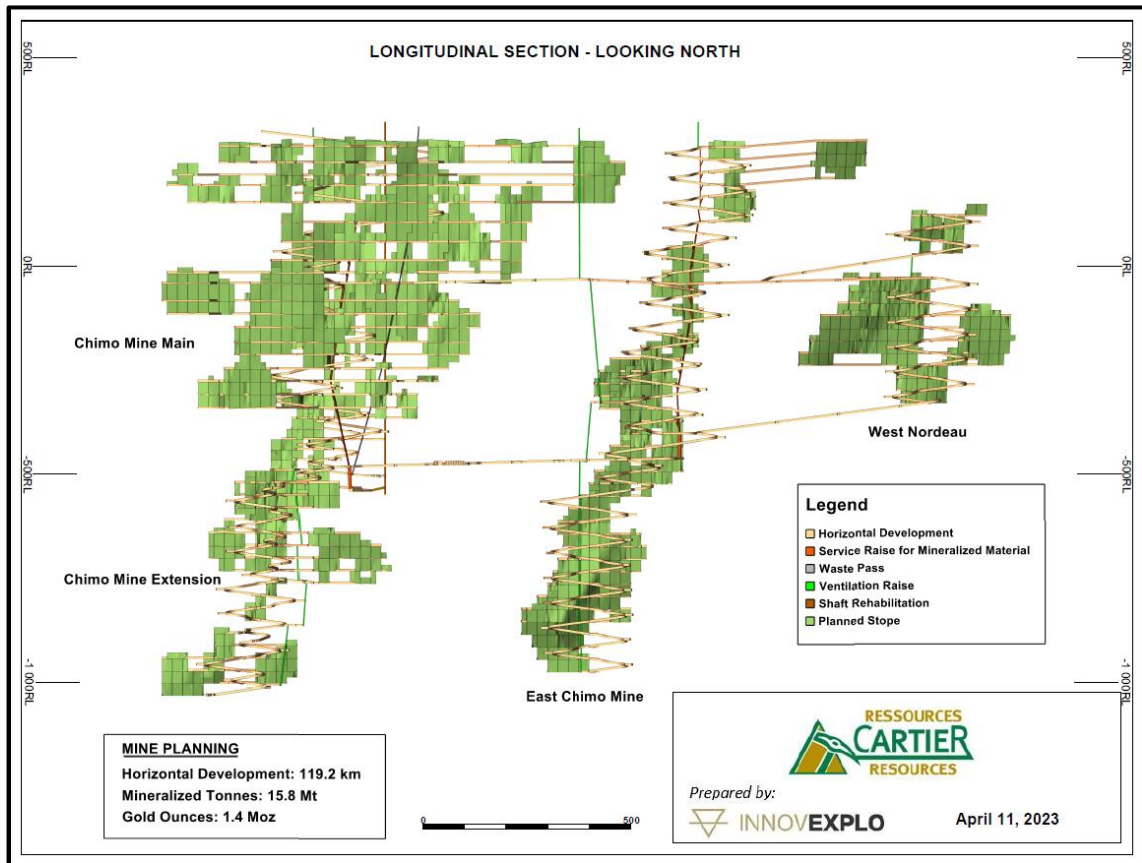 LONGITUDINAL SECTION - LOOKING NORTH
500RL
500RL
0RL
0RL
Chimo Mine Main
West Nordeau
-500RL
-500RL
Legend
Horizontal Development
Service Raise for Mineralized Material
Waste Pass
Ventilation Raise
Shaft Rehabilitation
Planned Stope
Chimo Mine Extension
-1 000RL
-1 000RL
East Chimo Mine
MINE PLANNING
Horizontal Development: 119.2 km
Mineralized Tonnes: 15.8 Mt
Gold Ounces: 1.4 Moz
0
500
RESSOURCES
CARTIER
RESOURCES
Prepared by:
INNOVEXPLO
April 11, 2023